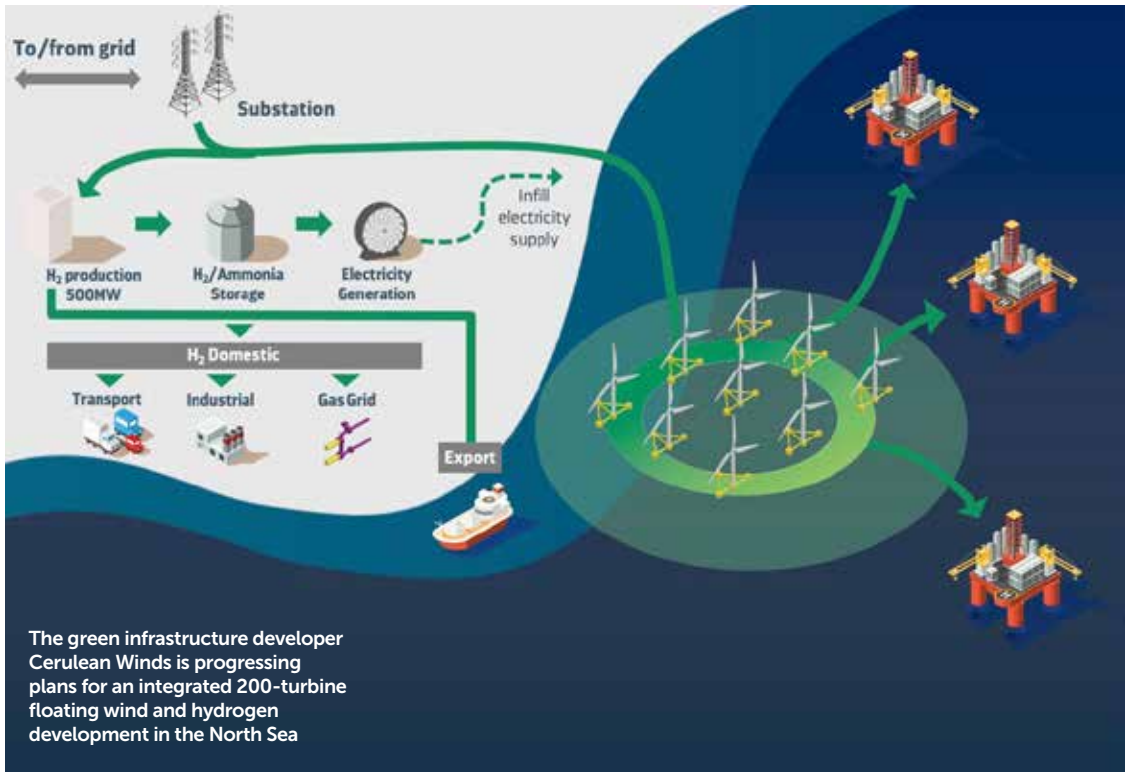 To/from grid
Substation
Infill
electricity
supply
H₂ production
500MW
H₂/Ammonia
Storage
Electricity
Generation
H₂ Domestic
Transport
Industrial
Gas Grid
Export
The green infrastructure developer
Cerulean Winds is progressing
plans for an integrated 200-turbine
floating wind and hydrogen
development in the North Sea